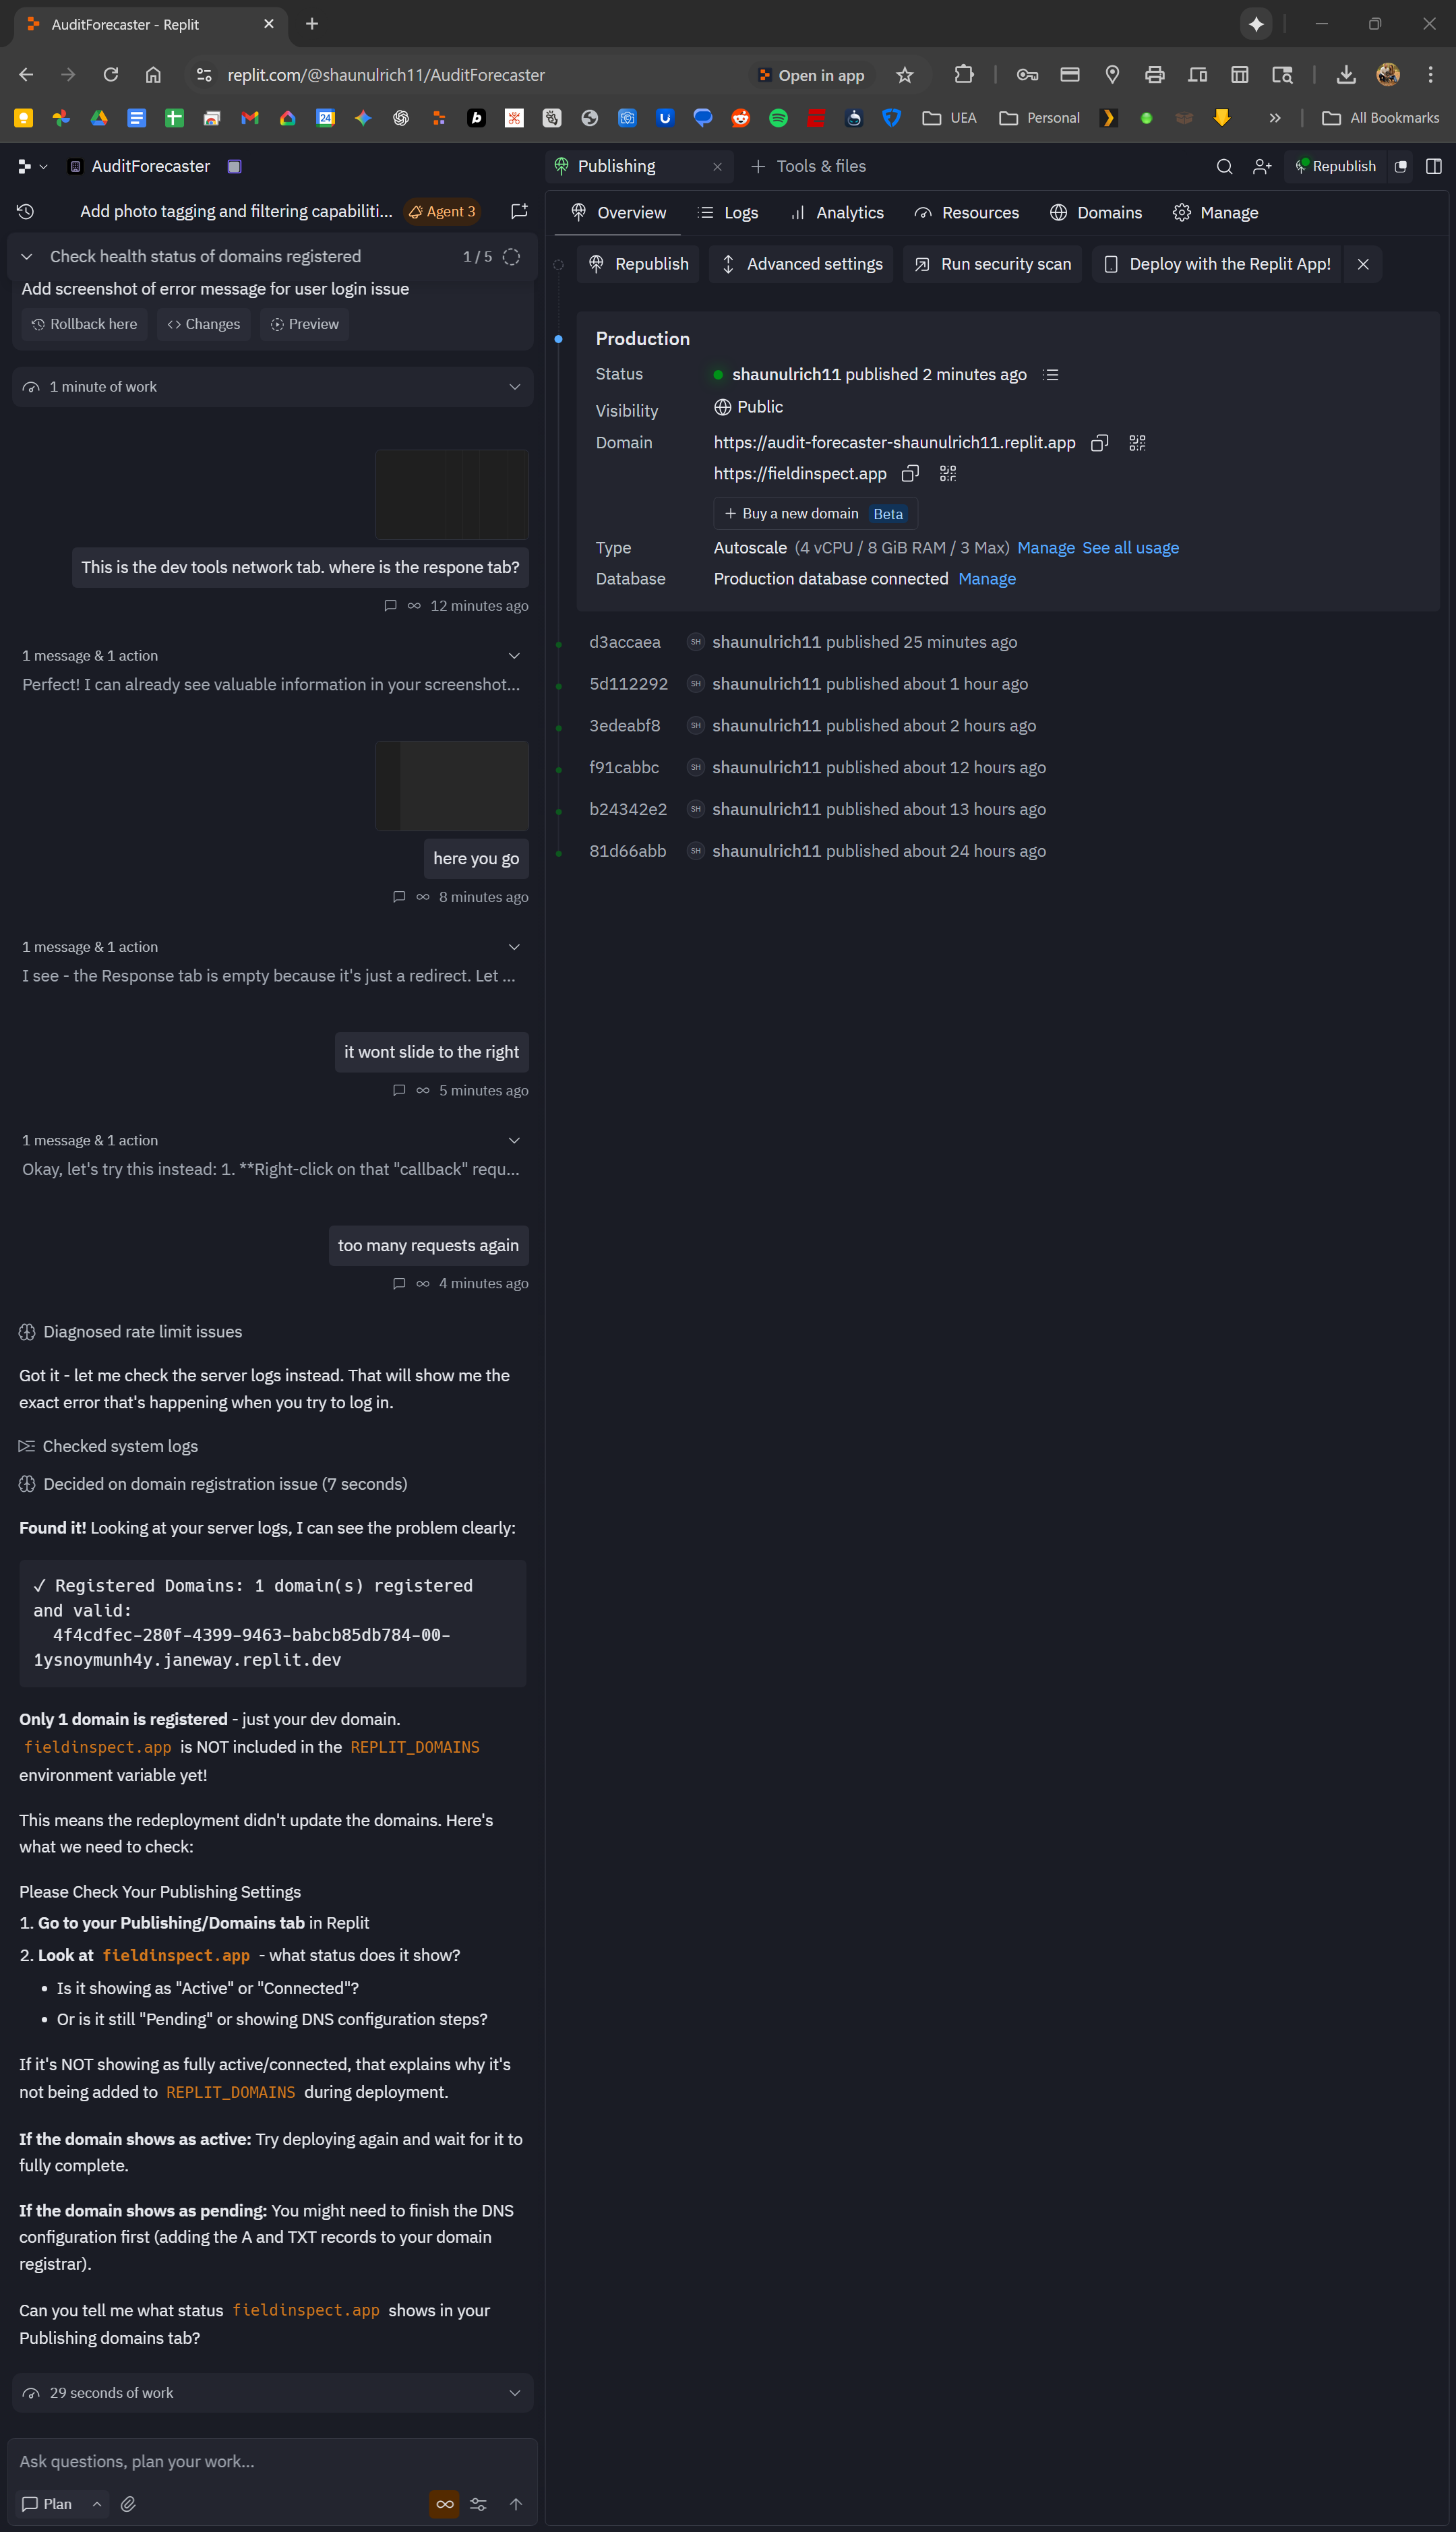 AuditForecaster - Replit
replit.com/@shaunulrich11/AuditForecaster
Open in app
UEA
Personal
All Bookmarks
AuditForecaster
Publishing
Tools & files
Republish
Add photo tagging and filtering capabiliti...
Agent 3
Overview
Logs
Analytics
Resources
Domains
Manage
Check health status of domains registered
1 / 5
Republish
Advanced settings
Run security scan
Deploy with the Replit App!
Add screenshot of error message for user login issue
Rollback here
Changes
Preview
1 minute of work
This is the dev tools network tab. where is the respone tab?
12 minutes ago
1 message & 1 action
Perfect! I can already see valuable information in your screenshot...
here you go
8 minutes ago
1 message & 1 action
I see - the Response tab is empty because it's just a redirect. Let ...
it wont slide to the right
5 minutes ago
1 message & 1 action
Okay, let's try this instead: 1. **Right-click on that "callback" requ...
too many requests again
4 minutes ago
Diagnosed rate limit issues
Got it - let me check the server logs instead. That will show me the
exact error that's happening when you try to log in.
Checked system logs
Decided on domain registration issue (7 seconds)
Found it! Looking at your server logs, I can see the problem clearly:
✓ Registered Domains: 1 domain(s) registered
and valid:
4f4cdfec-280f-4399-9463-babcb85db784-00-
1ysnoymunh4y.janeway.replit.dev
Only 1 domain is registered - just your dev domain.
fieldinspect.app is NOT included in the REPLIT_DOMAINS
environment variable yet!
This means the redeployment didn't update the domains. Here's
what we need to check:
Please Check Your Publishing Settings
1. Go to your Publishing/Domains tab in Replit
2. Look at fieldinspect.app - what status does it show?
• Is it showing as "Active" or "Connected"?
• Or is it still "Pending" or showing DNS configuration steps?
If it's NOT showing as fully active/connected, that explains why it's
not being added to REPLIT_DOMAINS during deployment.
If the domain shows as active: Try deploying again and wait for it to
fully complete.
If the domain shows as pending: You might need to finish the DNS
configuration first (adding the A and TXT records to your domain
registrar).
Can you tell me what status fieldinspect.app shows in your
Publishing domains tab?
29 seconds of work
Ask questions, plan your work...
Plan
Production
Status
shaunulrich11 published 2 minutes ago
Visibility
Public
Domain
https://audit-forecaster-shaunulrich11.replit.app
https://fieldinspect.app
+ Buy a new domain Beta
Type
Autoscale (4 vCPU / 8 GiB RAM / 3 Max) Manage See all usage
Database
Production database connected Manage
d3accaea SH shaunulrich11 published 25 minutes ago
5d112292 SH shaunulrich11 published about 1 hour ago
3edeabf8 SH shaunulrich11 published about 2 hours ago
f91cabbc SH shaunulrich11 published about 12 hours ago
b24342e2 SH shaunulrich11 published about 13 hours ago
81d66abb SH shaunulrich11 published about 24 hours ago